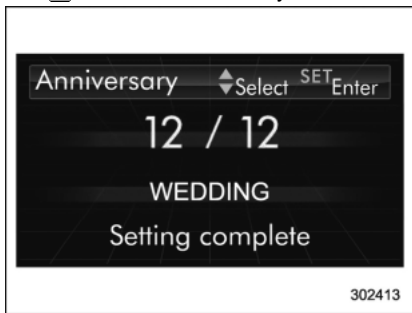 Anniversary Select SET Enter
12 / 12
WEDDING
Setting complete
302413